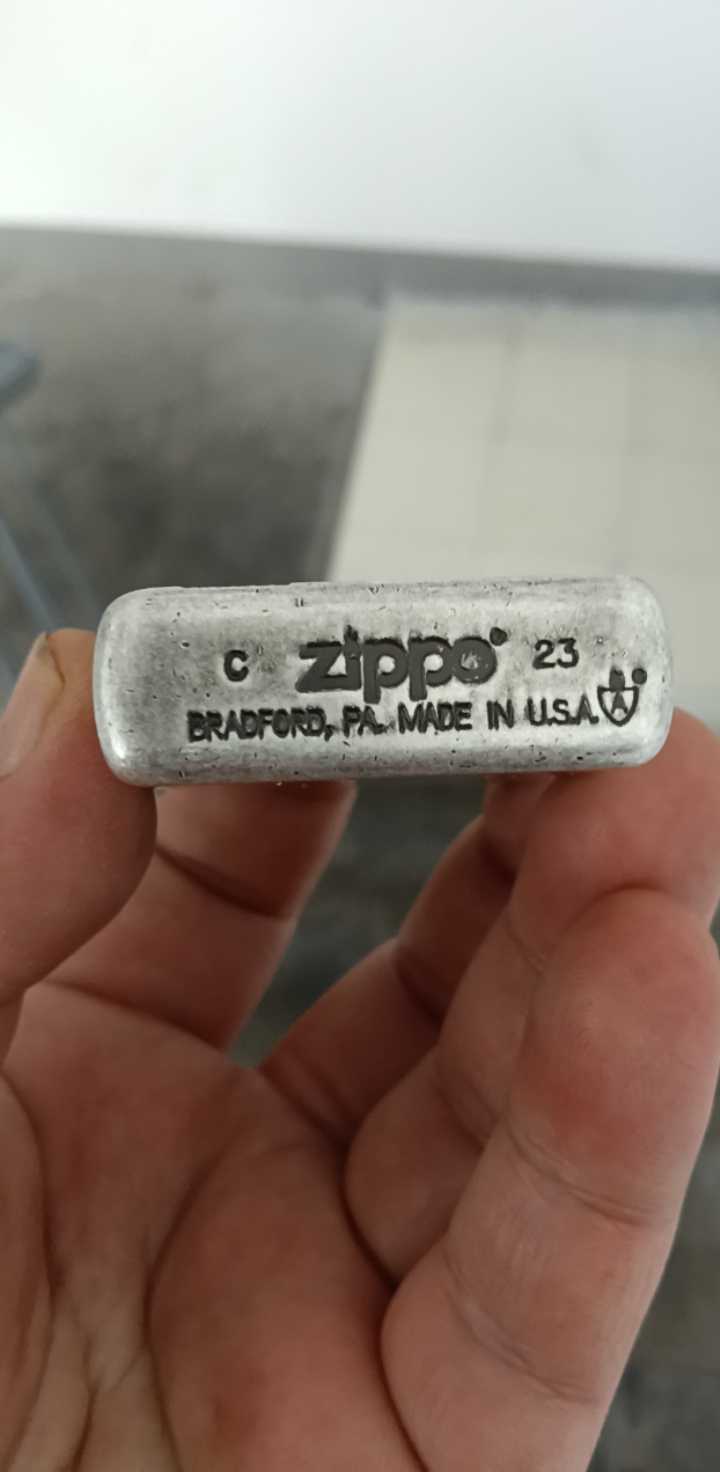 C zippo 23
BRADFORD, PA. MADE IN U.S.A. A